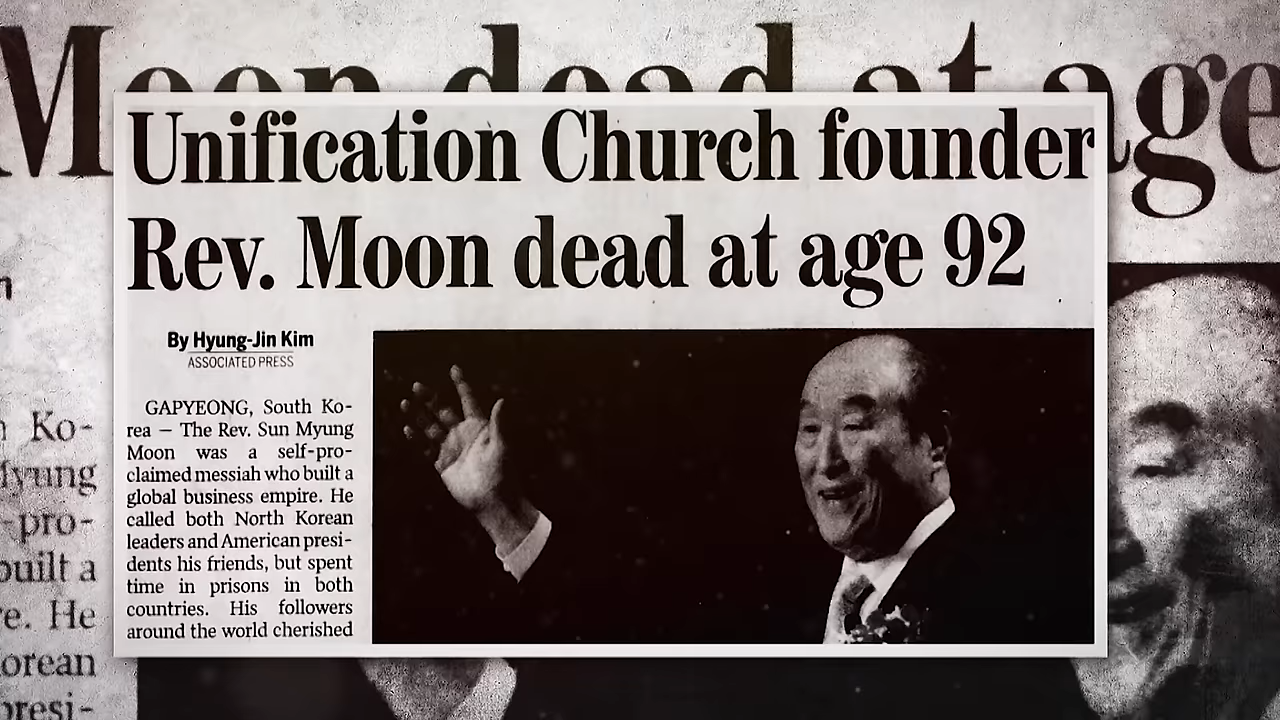 Moon dead at age
Unification Church founder
Rev. Moon dead at age 92
By Hyung-Jin Kim
ASSOCIATED PRESS
GAPYEONG, South Ko-
rea – The Rev. Sun Myung
Moon was a self-pro-
claimed messiah who built a
global business empire. He
called both North Korean
leaders and American presi-
dents his friends, but spent
time in prisons in both
countries. His followers
around the world cherished
n
Ko-
Myung
-pro-
built a
e. He
orean
presi-